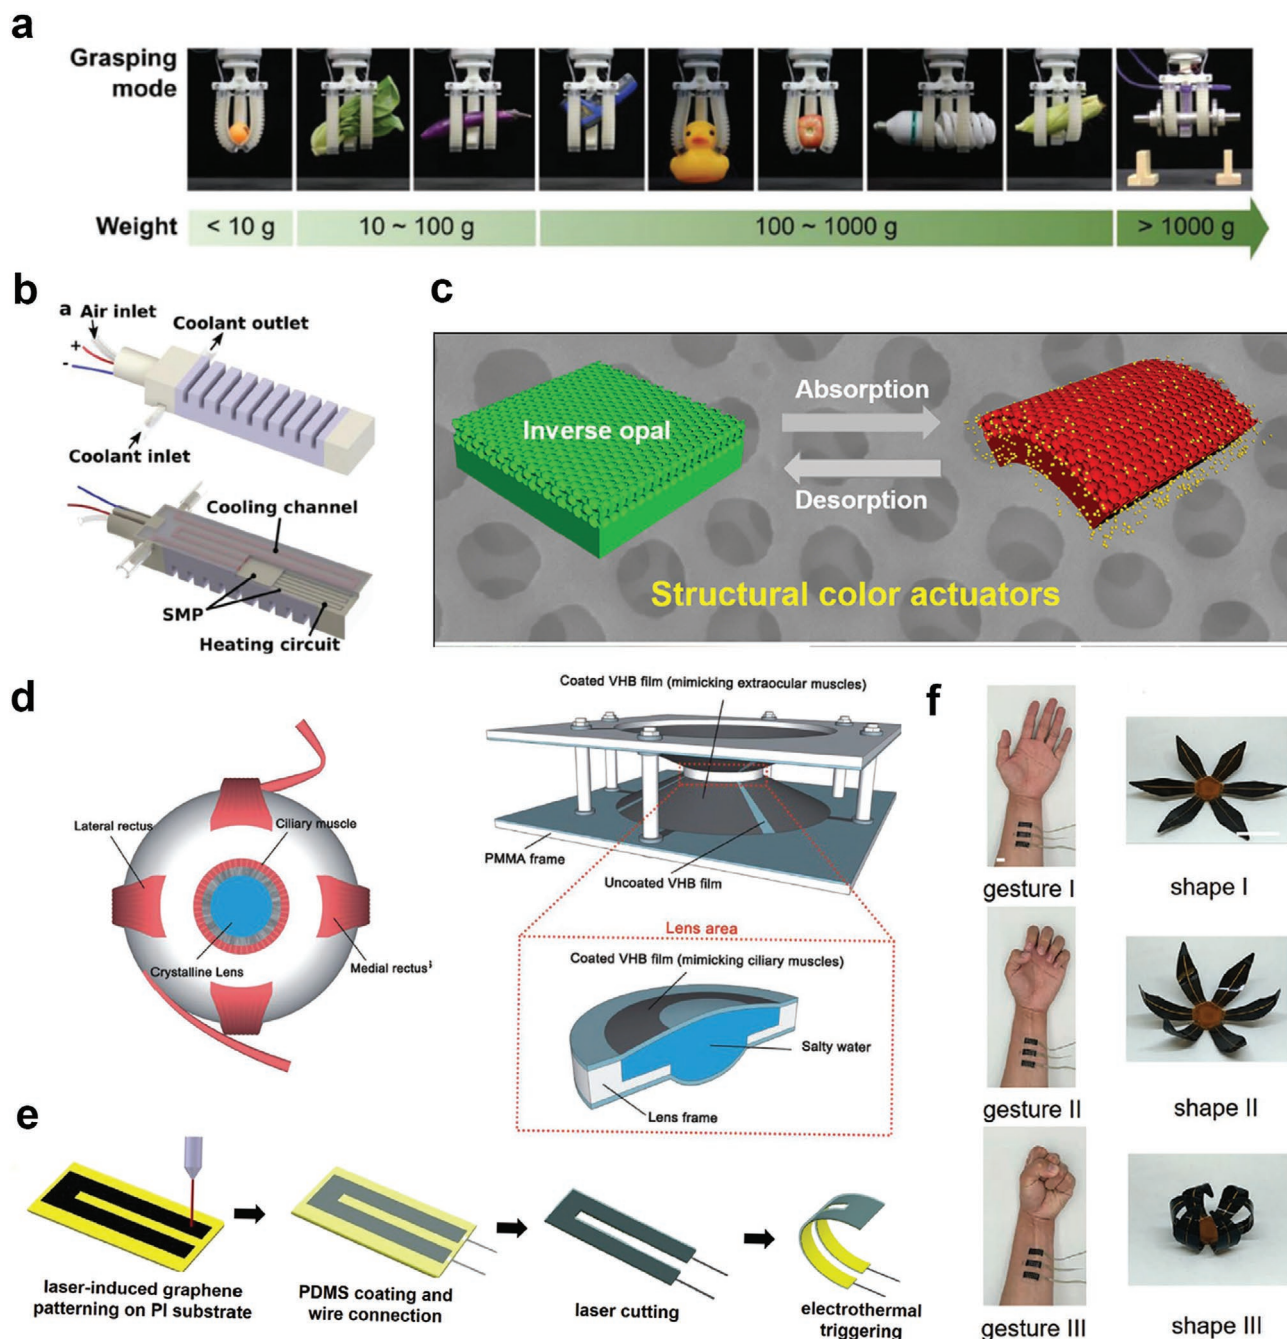 a
Grasping
mode
Weight
< 10 g
10 ~ 100 g
100 ~ 1000 g
> 1000 g
b
a
Air inlet
+
-
Coolant outlet
Coolant inlet
Cooling channel
SMP
Heating circuit
c
Inverse opal
Absorption
Desorption
Structural color actuators
d
Lateral rectus
Ciliary muscle
Crystalline Lens
Medial rectus
Coated VHB film (mimicking extraocular muscles)
PMMA frame
Uncoated VHB film
Lens area
Coated VHB film (mimicking ciliary muscles)
Salty water
Lens frame
e
laser-induced graphene
patterning on PI substrate
PDMS coating and
wire connection
laser cutting
electrothermal
triggering
f
gesture I
shape I
gesture II
shape II
gesture III
shape III